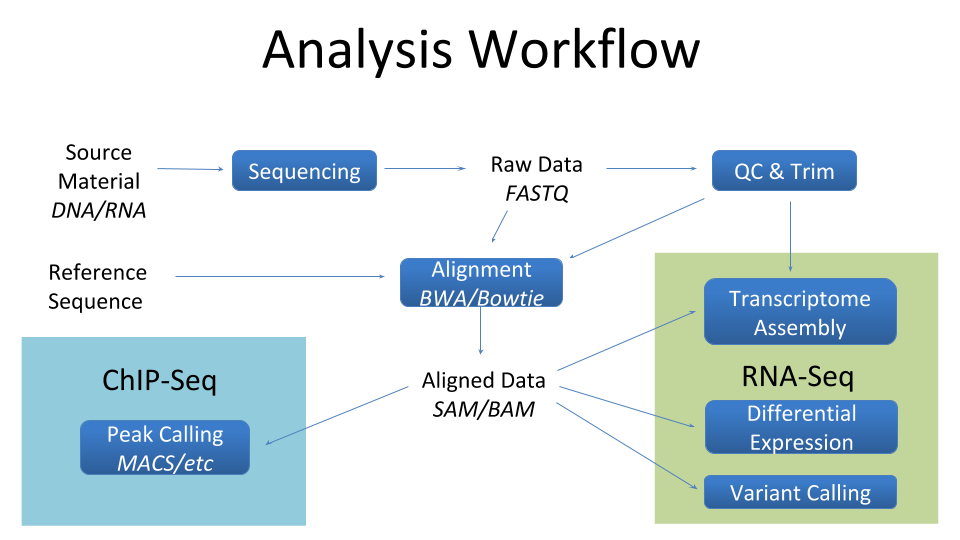 Analysis Workflow
Source
Material
DNA/RNA
Sequencing
Raw Data
FASTQ
QC & Trim
Reference
Sequence
Alignment
BWA/Bowtie
Transcriptome
Assembly
ChIP-Seq
Peak Calling
MACS/etc
Aligned Data
SAM/BAM
RNA-Seq
Differential
Expression
Variant Calling